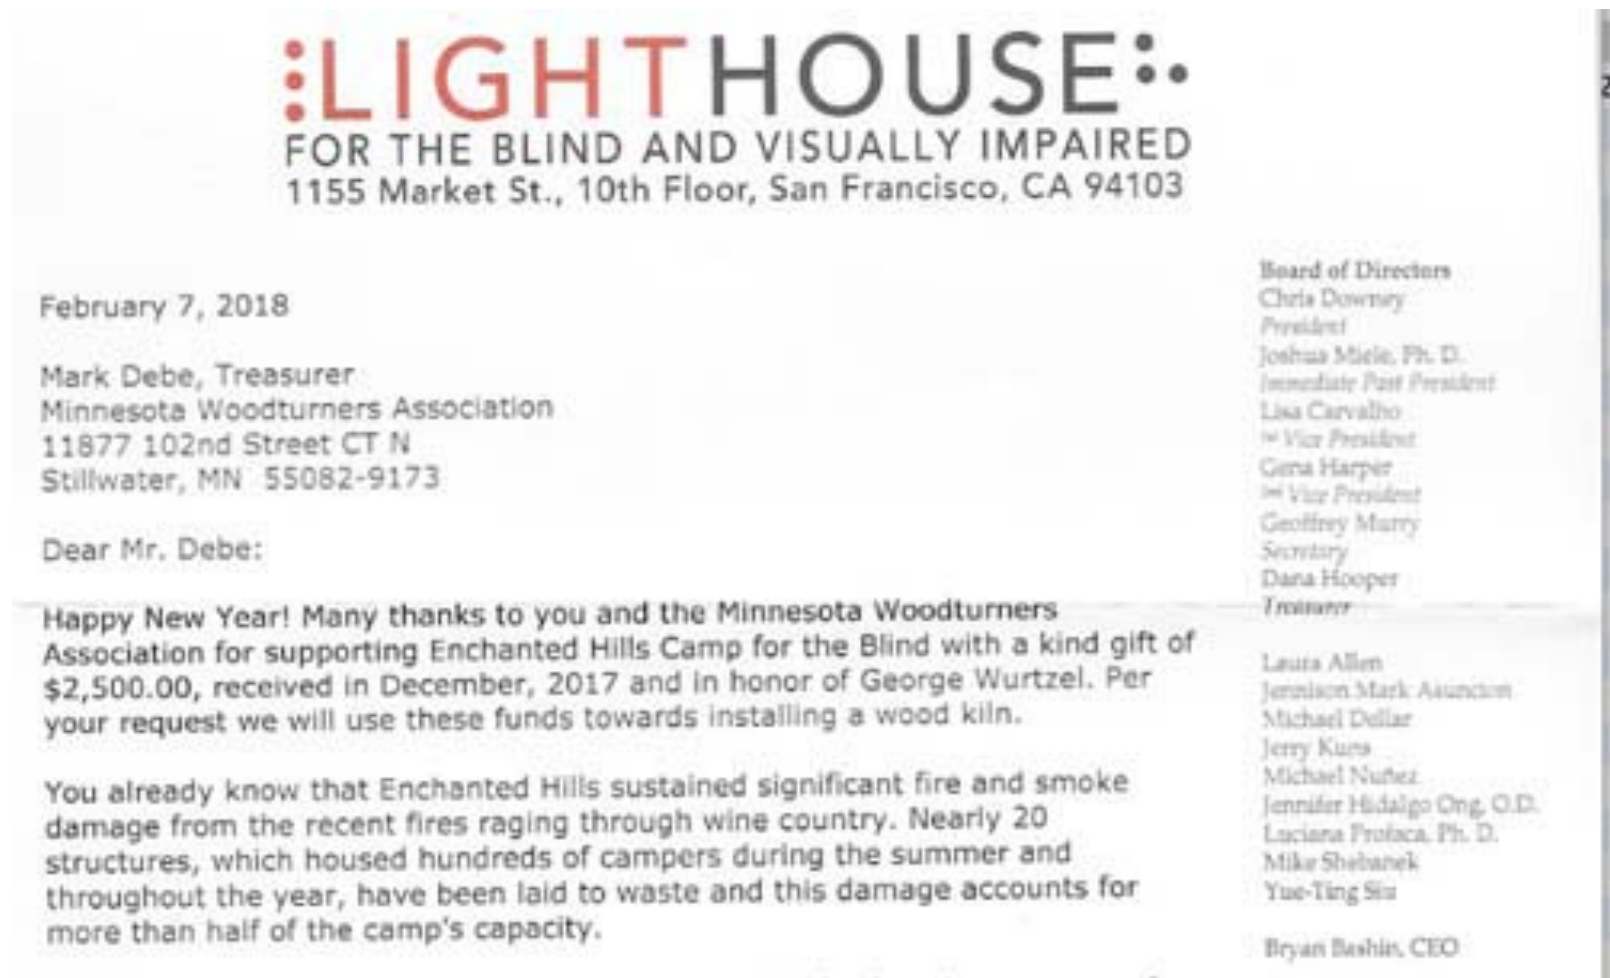 LIGHTHOUSE
FOR THE BLIND AND VISUALLY IMPAIRED
1155 Market St., 10th Floor, San Francisco, CA 94103
February 7, 2018
Mark Debe, Treasurer
Minnesota Woodturners Association
11877 102nd Street CT N
Stillwater, MN 55082-9173
Dear Mr. Debe:
Happy New Year! Many thanks to you and the Minnesota Woodturners
Association for supporting Enchanted Hills Camp for the Blind with a kind gift of
$2,500.00, received in December, 2017 and in honor of George Wurtzel. Per
your request we will use these funds towards installing a wood kiln.
You already know that Enchanted Hills sustained significant fire and smoke
damage from the recent fires raging through wine country. Nearly 20
structures, which housed hundreds of campers during the summer and
throughout the year, have been laid to waste and this damage accounts for
more than half of the camp's capacity.
Board of Directors
Chris Downey
President
Joshua Miele, Ph. D.
Immediate Past President
Lisa Carvalho
Vice President
Gena Harper
Vice President
Geoffrey Murry
Secretary
Dana Hooper
Treasurer
Laura Allen
Jennison Mark Asuncion
Michael Dollar
Jerry Kuns
Michael Nuñez
Jennifer Hidalgo Ong, O.D.
Luciana Profaca, Ph. D.
Mike Shebanek
Yue-Ting Siu
Bryan Bashin, CEO